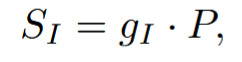 S_I = g_I · P,